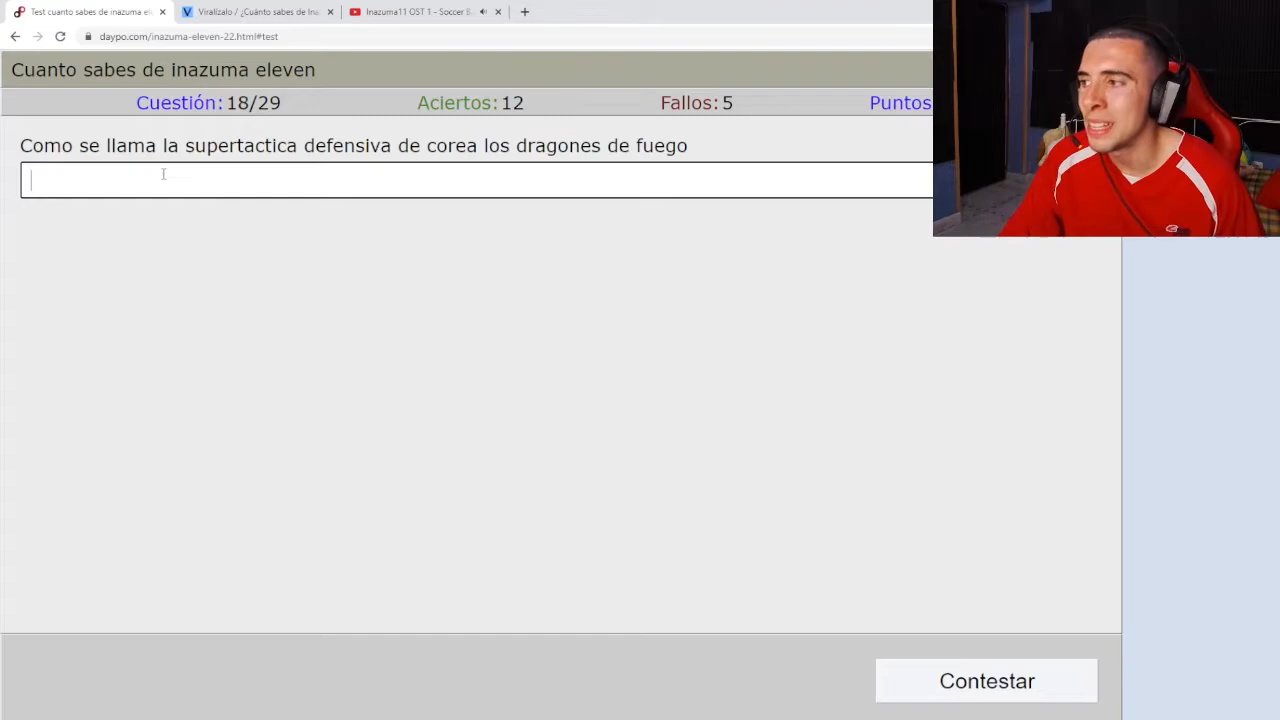 Test cuanto sabes de inazuma ele
Viralízalo / ¿Cuánto sabes de Ina
Inazuma11 OST 1 - Soccer B
daypo.com/inazuma-eleven-22.html#test
Cuanto sabes de inazuma eleven
Cuestión: 18/29
Aciertos: 12
Fallos: 5
Puntos
Como se llama la supertactica defensiva de corea los dragones de fuego
Contestar